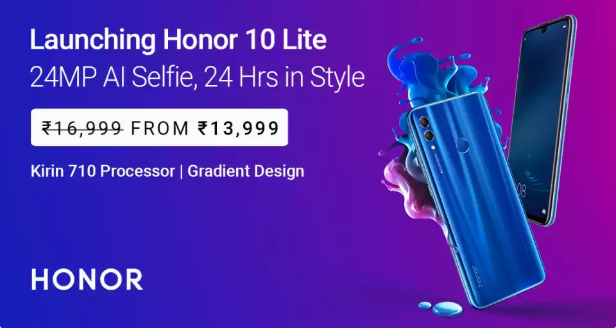 Launching Honor 10 Lite
24MP AI Selfie, 24 Hrs in Style
₹16,999 FROM ₹13,999
Kirin 710 Processor | Gradient Design
HONOR
honor